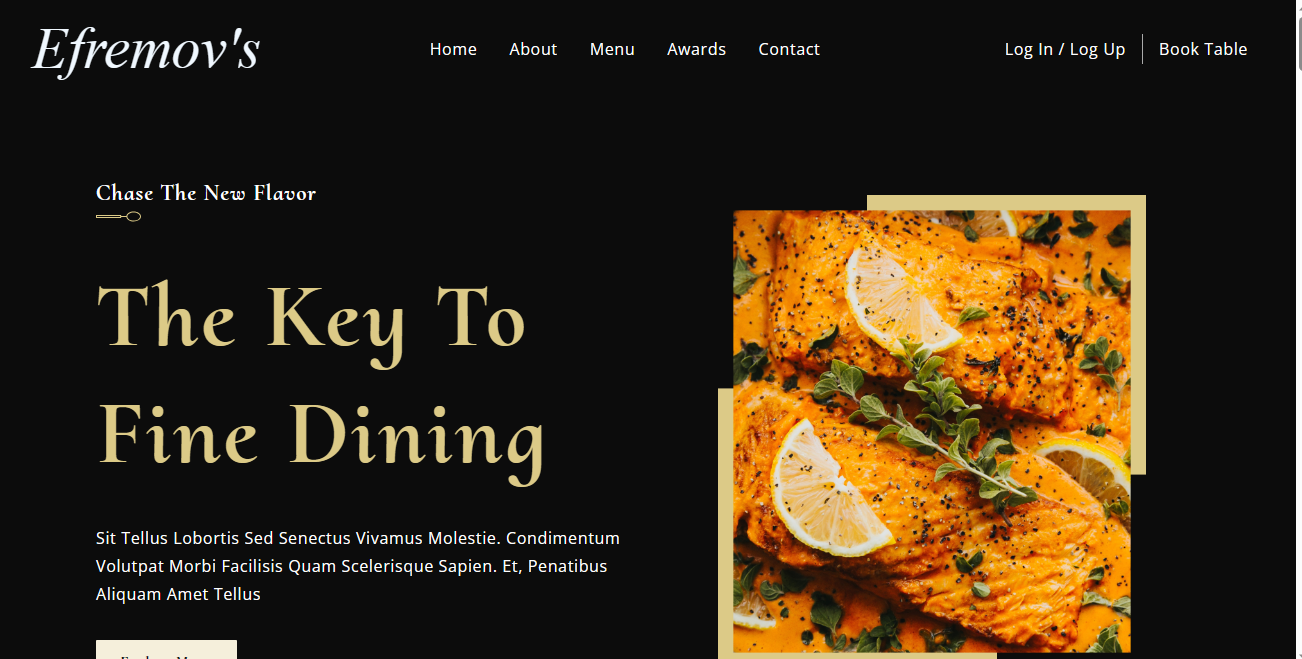 Efremov's
Home About Menu Awards Contact
Log In / Log Up
Book Table
Chase The New Flavor
The Key To
Fine Dining
Sit Tellus Lobortis Sed Senectus Vivamus Molestie. Condimentum
Volutpat Morbi Facilisis Quam Scelerisque Sapien. Et, Penatibus
Aliquam Amet Tellus